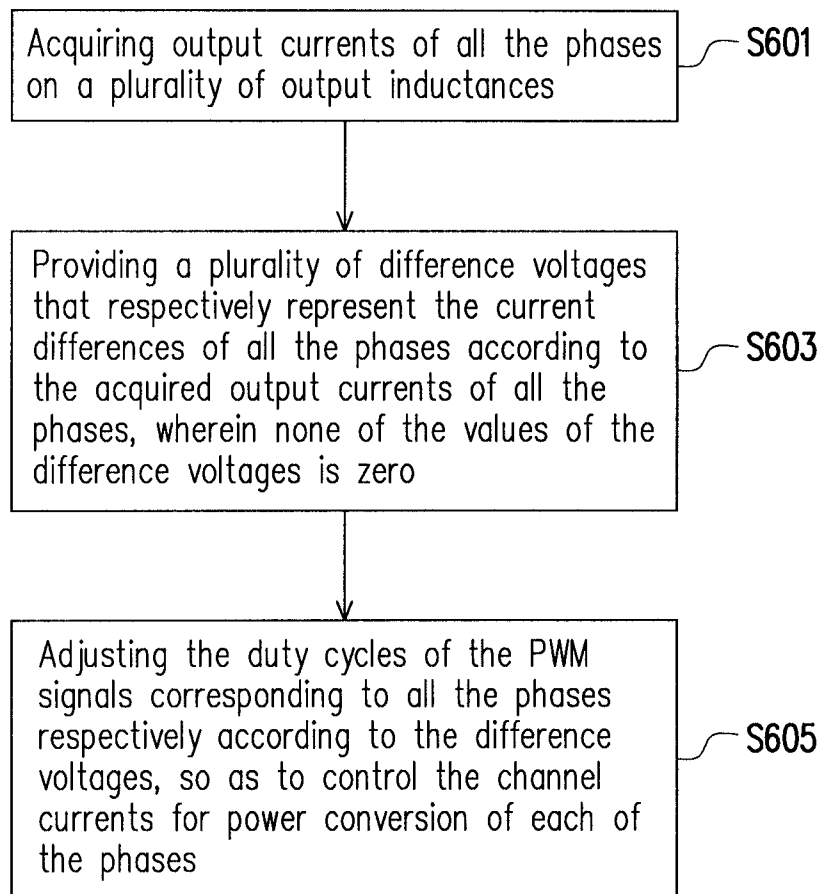 Acquiring output currents of all the phases
on a plurality of output inductances
S601
Providing a plurality of difference voltages
that respectively represent the current
differences of all the phases according to
the acquired output currents of all the
phases, wherein none of the values of the
difference voltages is zero
S603
Adjusting the duty cycles of the PWM
signals corresponding to all the phases
respectively according to the difference
voltages, so as to control the channel
currents for power conversion of each of
the phases
S605